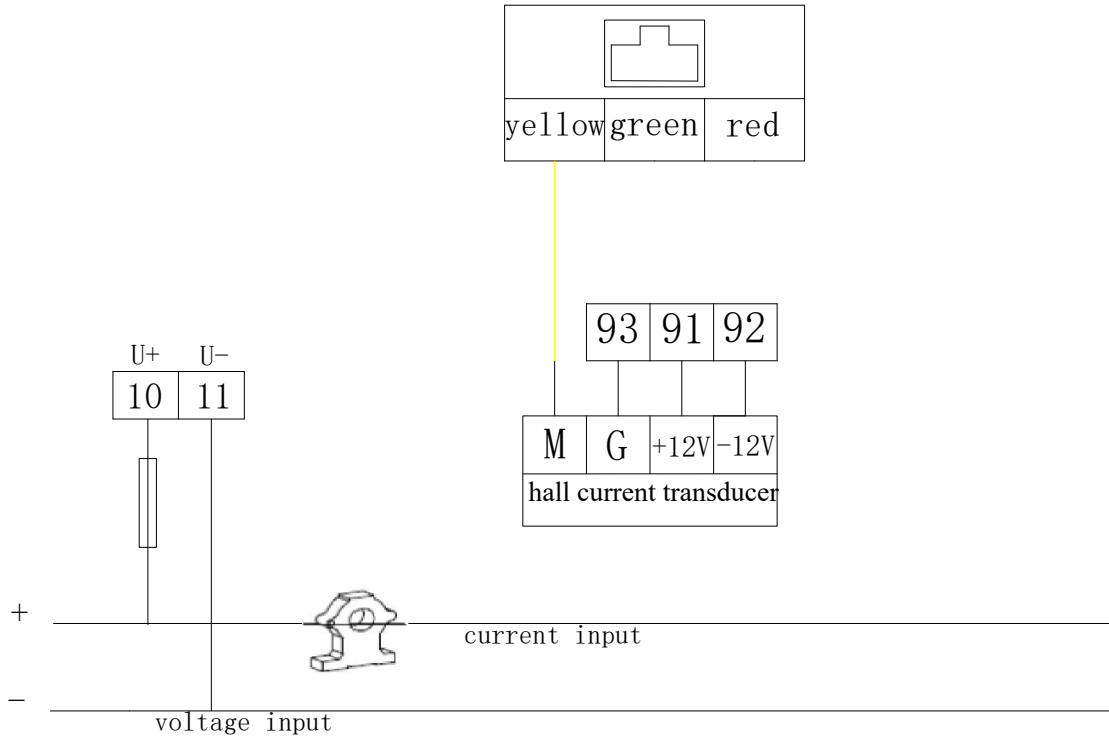 yellow green red
93 91 92
U+ U-
10 11
M G +12V -12V
hall current transducer
+
current input
-
voltage input